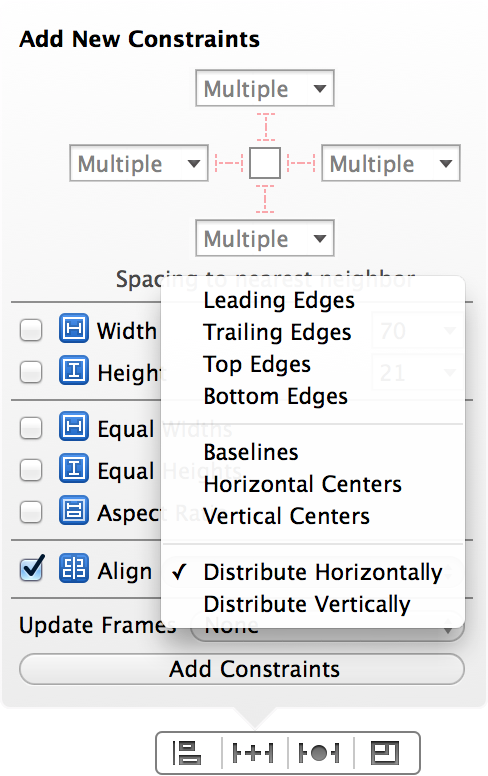 Add New Constraints
Multiple
Multiple
Multiple
Multiple
Spacing to nearest neighbor
Leading Edges
Width
Trailing Edges
70
Top Edges
Height
21
Bottom Edges
Equal Widths
Baselines
Equal Heights
Horizontal Centers
Aspect Ratio
Vertical Centers
Align
Distribute Horizontally
Distribute Vertically
Update Frames
None
Add Constraints